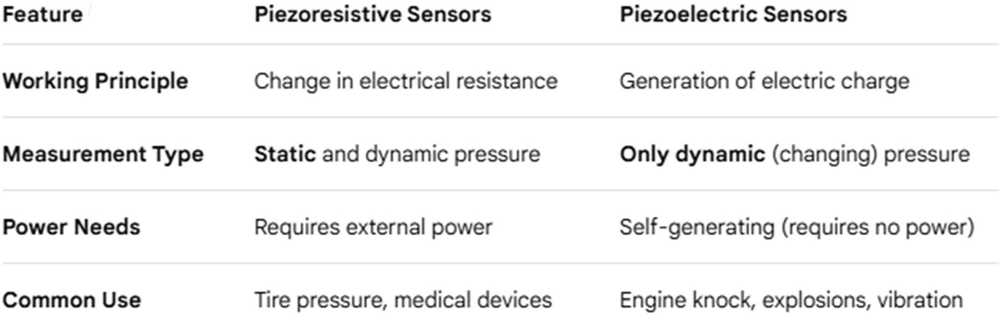 Feature Piezoresistive Sensors Piezoelectric Sensors
Working Principle Change in electrical resistance Generation of electric charge
Measurement Type Static and dynamic pressure Only dynamic (changing) pressure
Power Needs Requires external power Self-generating (requires no power)
Common Use Tire pressure, medical devices Engine knock, explosions, vibration